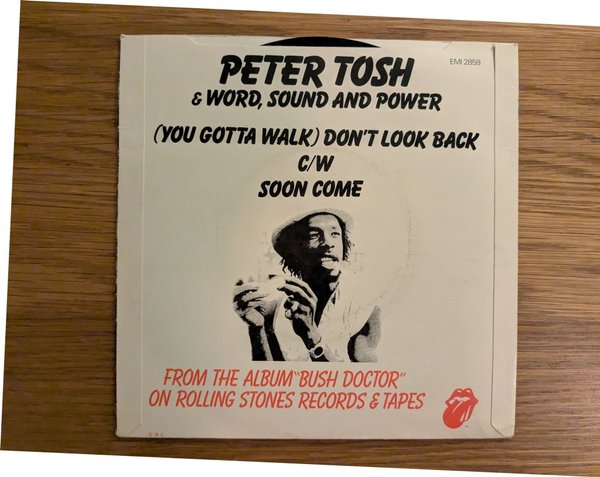 PETER TOSH
EMI 2859
& WORD, SOUND AND POWER
(YOU GOTTA WALK) DON'T LOOK BACK
C/W
SOON COME
FROM THE ALBUM "BUSH DOCTOR"
ON ROLLING STONES RECORDS & TAPES